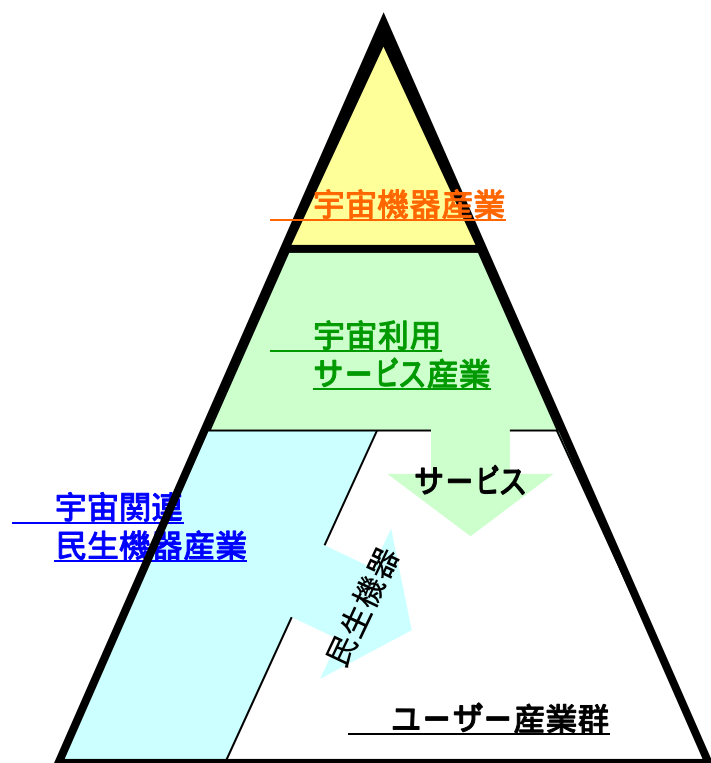 宇宙機器産業
宇宙利用
サービス産業
サービス
宇宙関連
民生機器産業
民生機器
ユーザー産業群